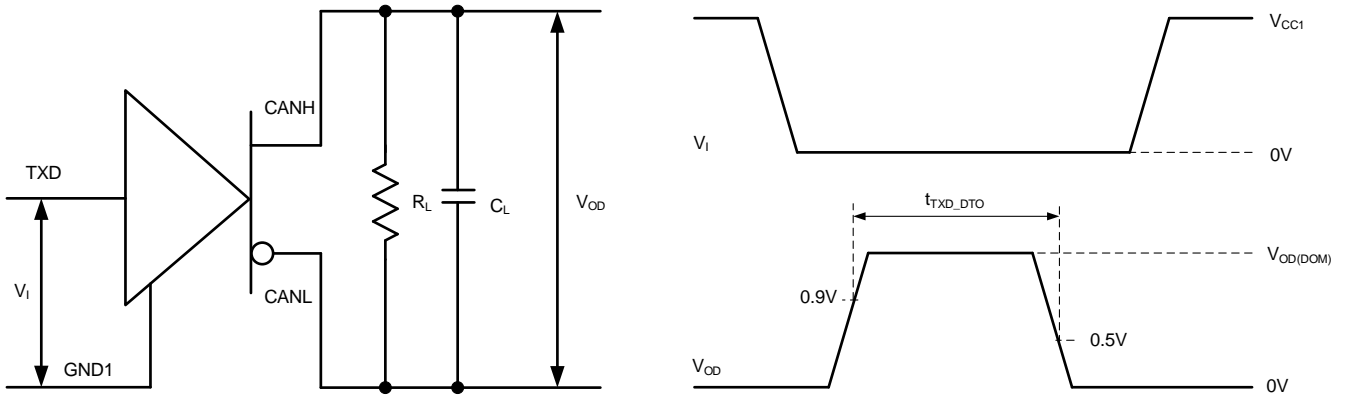 CANH
TXD
R_L
C_L
V_OD
V_I
CANL
GND1
V_CC1
V_I
0V
t_TXD_DTO
V_OD(DOM)
0.9V
0.5V
V_OD
0V